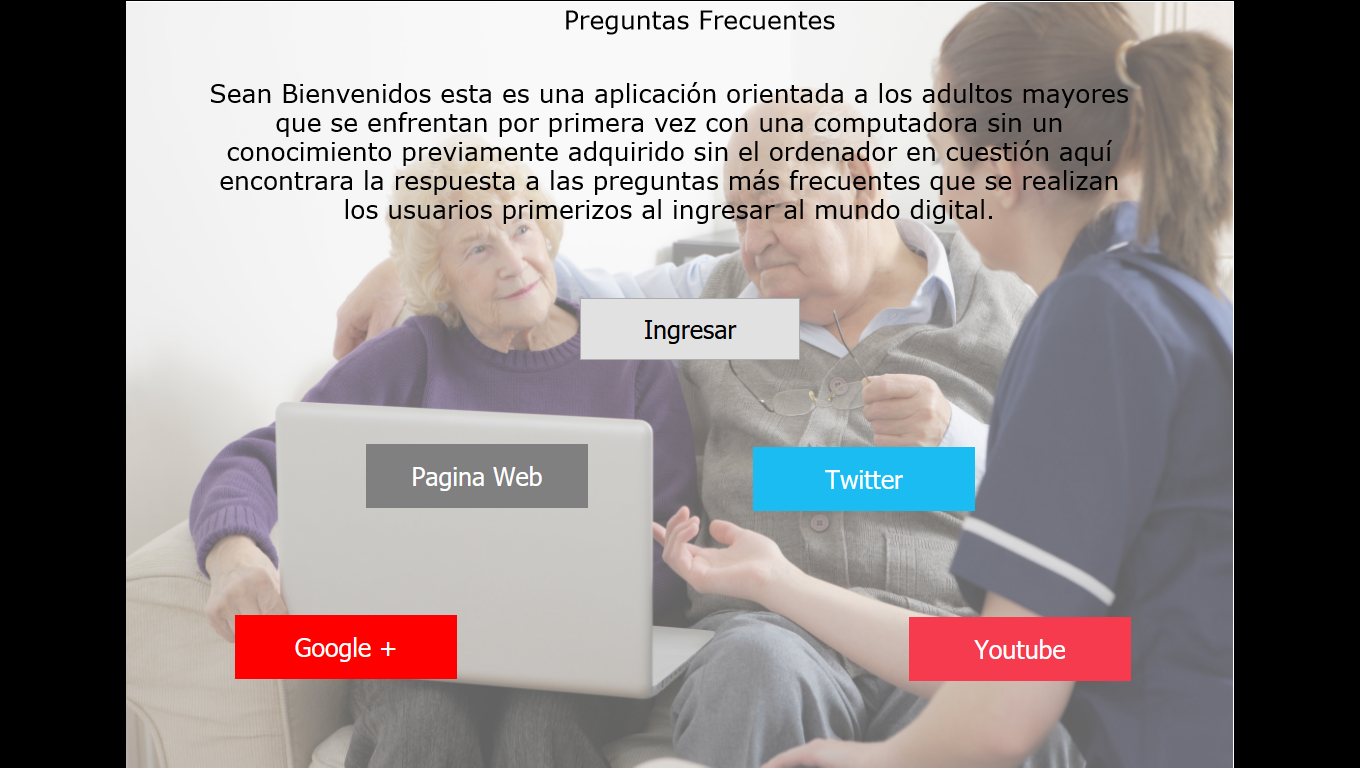 Preguntas Frecuentes
Sean Bienvenidos esta es una aplicación orientada a los adultos mayores
que se enfrentan por primera vez con una computadora sin un
conocimiento previamente adquirido sin el ordenador en cuestión aquí
encontrara la respuesta a las preguntas más frecuentes que se realizan
los usuarios primerizos al ingresar al mundo digital.
Ingresar
Pagina Web
Twitter
Google +
Youtube